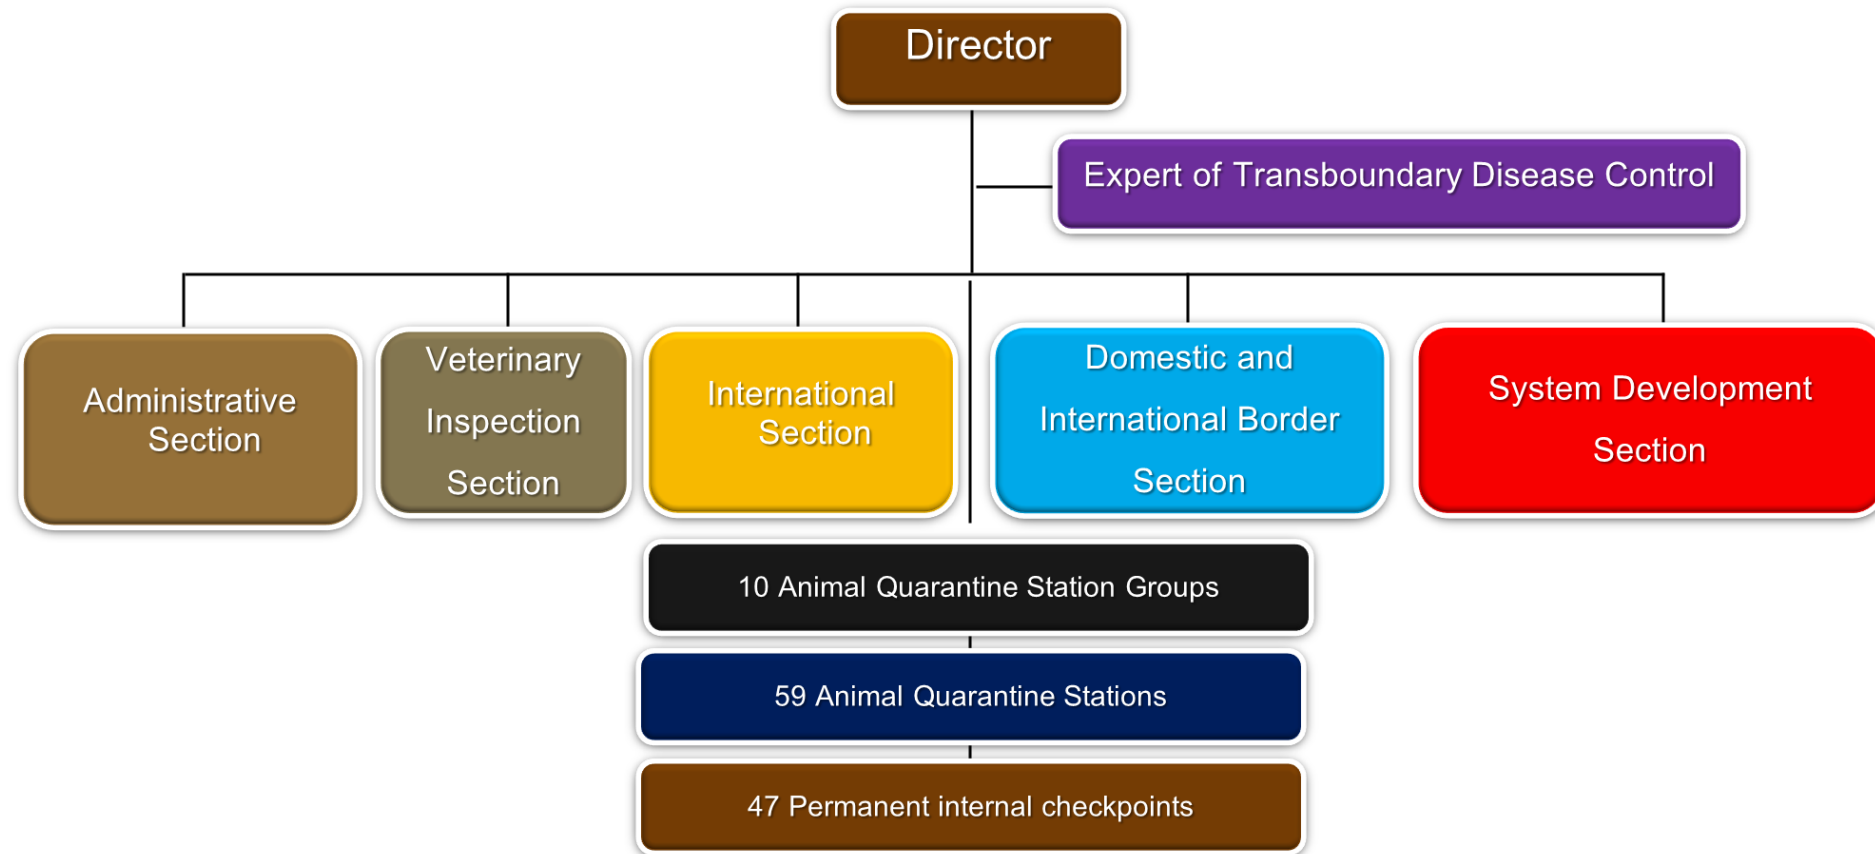 Director
Expert of Transboundary Disease Control
Administrative
Section
Veterinary
Inspection
Section
International
Section
Domestic and
International Border
Section
System Development
Section
10 Animal Quarantine Station Groups
59 Animal Quarantine Stations
47 Permanent internal checkpoints